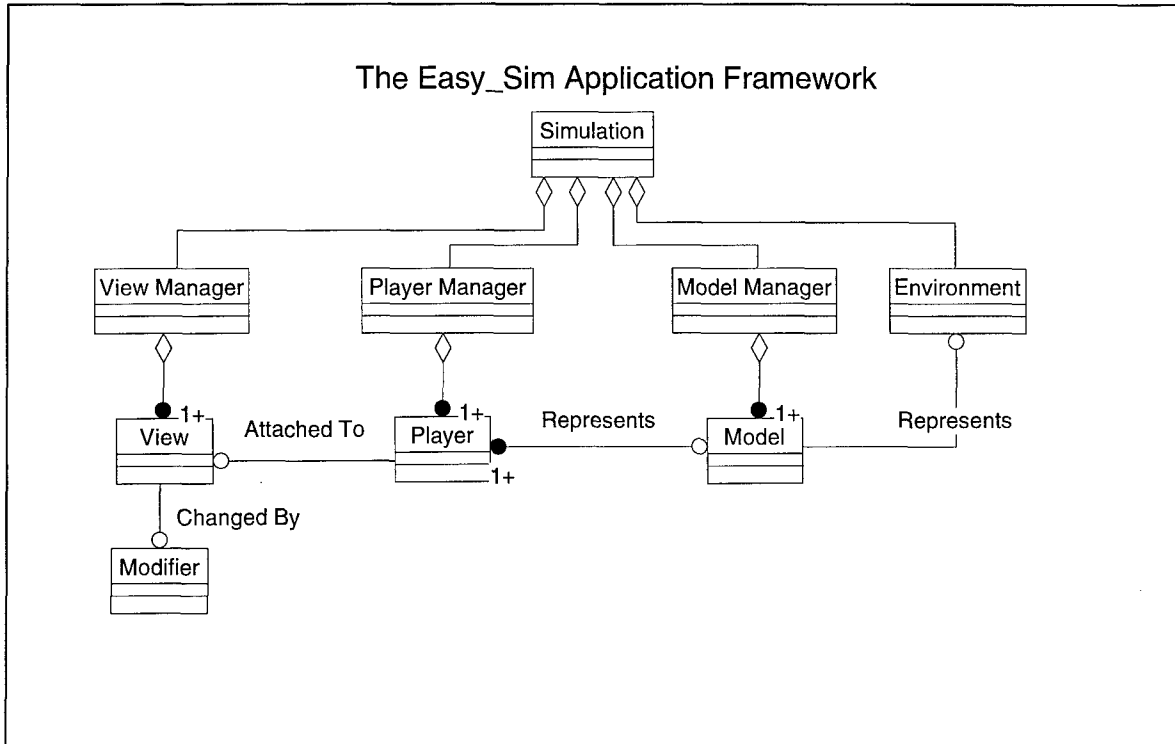 The Easy_Sim Application Framework
Simulation
View Manager
Player Manager
Model Manager
Environment
1+
1+
1+
View
Attached To
Player
Represents
Model
Represents
1+
Changed By
Modifier